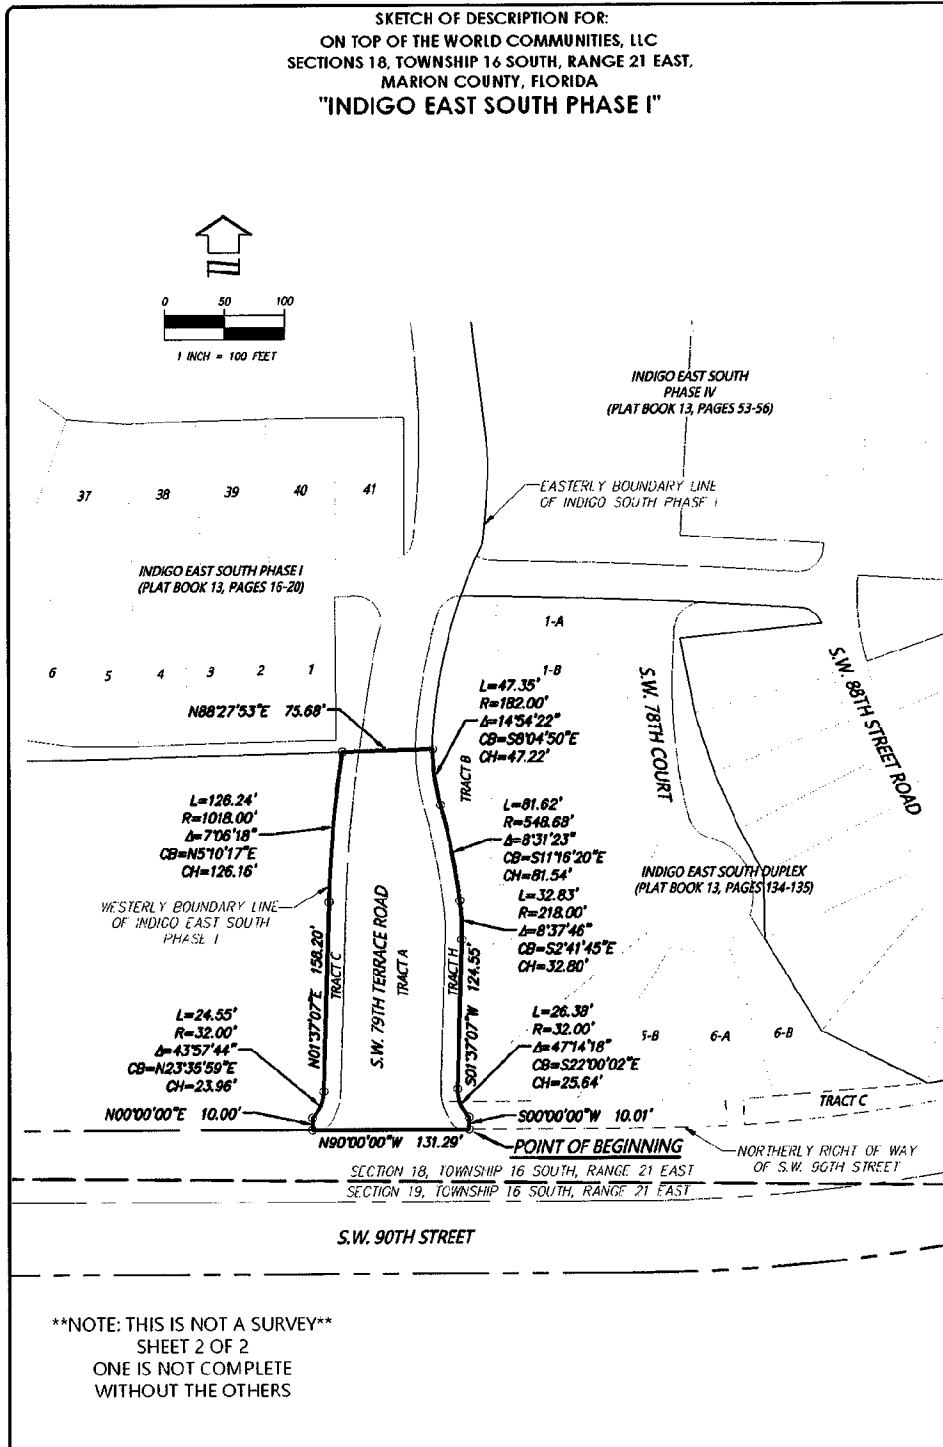 SKETCH OF DESCRIPTION FOR:
ON TOP OF THE WORLD COMMUNITIES, LLC
SECTIONS 18, TOWNSHIP 16 SOUTH, RANGE 21 EAST,
MARION COUNTY, FLORIDA
"INDIGO EAST SOUTH PHASE I"
0 50 100
1 INCH = 100 FEET
INDIGO EAST SOUTH
PHASE IV
(PLAT BOOK 13, PAGES 53-56)
37 38 39 40 41
EASTERLY BOUNDARY LINE
OF INDIGO SOUTH PHASE I
INDIGO EAST SOUTH PHASE I
(PLAT BOOK 13, PAGES 16-20)
1-A
1-B
6 5 4 3 2 1
N88°27'53"E 75.68'
L=47.35'
R=182.00'
Δ=14°54'22"
CB=S8°04'50"E
CH=47.22'
TRACT B
S.W. 78TH COURT
S.W. 88TH STREET ROAD
L=126.24'
R=1018.00'
Δ=7°06'18"
CB=N5°10'17"E
CH=126.16'
L=81.62'
R=548.68'
Δ=8°31'23"
CB=S11°16'20"E
CH=81.54'
INDIGO EAST SOUTH DUPLEX
(PLAT BOOK 13, PAGES 134-135)
WESTERLY BOUNDARY LINE
OF INDIGO EAST SOUTH
PHASE I
L=32.83'
R=218.00'
Δ=8°37'46"
CB=S2°41'45"E
CH=32.80'
N01°37'07"E 158.20'
TRACT C
S.W. 79TH TERRACE ROAD
TRACT A
TRACT H
S01°37'07"W 124.55'
L=24.55'
R=32.00'
Δ=43°57'44"
CB=N23°35'59"E
CH=23.96'
L=26.38'
R=32.00'
Δ=47°14'18"
CB=S22°00'02"E
CH=25.64'
5-B 6-A 6-B
TRACT C
N00°00'00"E 10.00'
S00°00'00"W 10.01'
N90°00'00"W 131.29'
POINT OF BEGINNING
NORTHERLY RIGHT OF WAY
OF S.W. 90TH STREET
SECTION 18, TOWNSHIP 16 SOUTH, RANGE 21 EAST
SECTION 19, TOWNSHIP 16 SOUTH, RANGE 21 EAST
S.W. 90TH STREET
**NOTE: THIS IS NOT A SURVEY**
SHEET 2 OF 2
ONE IS NOT COMPLETE
WITHOUT THE OTHERS